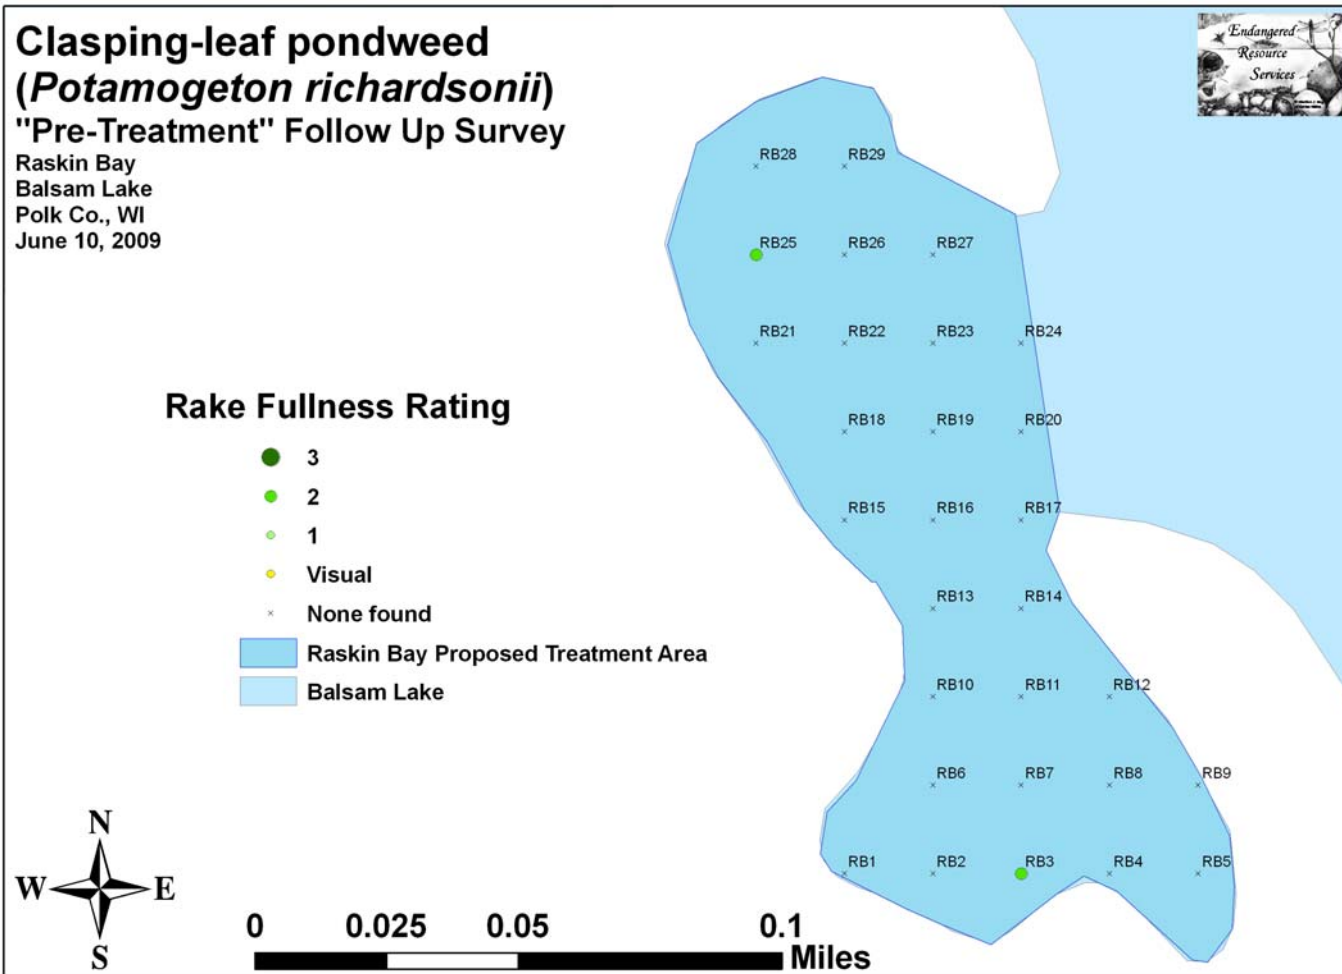 Clasping-leaf pondweed
(Potamogeton richardsonii)
"Pre-Treatment" Follow Up Survey
Raskin Bay
Balsam Lake
Polk Co., WI
June 10, 2009
Endangered
Resource
Services
RB28 RB29
RB25 RB26 RB27
RB21 RB22 RB23 RB24
RB18 RB19 RB20
RB15 RB16 RB17
RB13 RB14
RB10 RB11 RB12
RB6 RB7 RB8 RB9
RB1 RB2 RB3 RB4 RB5
Rake Fullness Rating
3
2
1
Visual
None found
Raskin Bay Proposed Treatment Area
Balsam Lake
N
W E
S
0 0.025 0.05 0.1
Miles